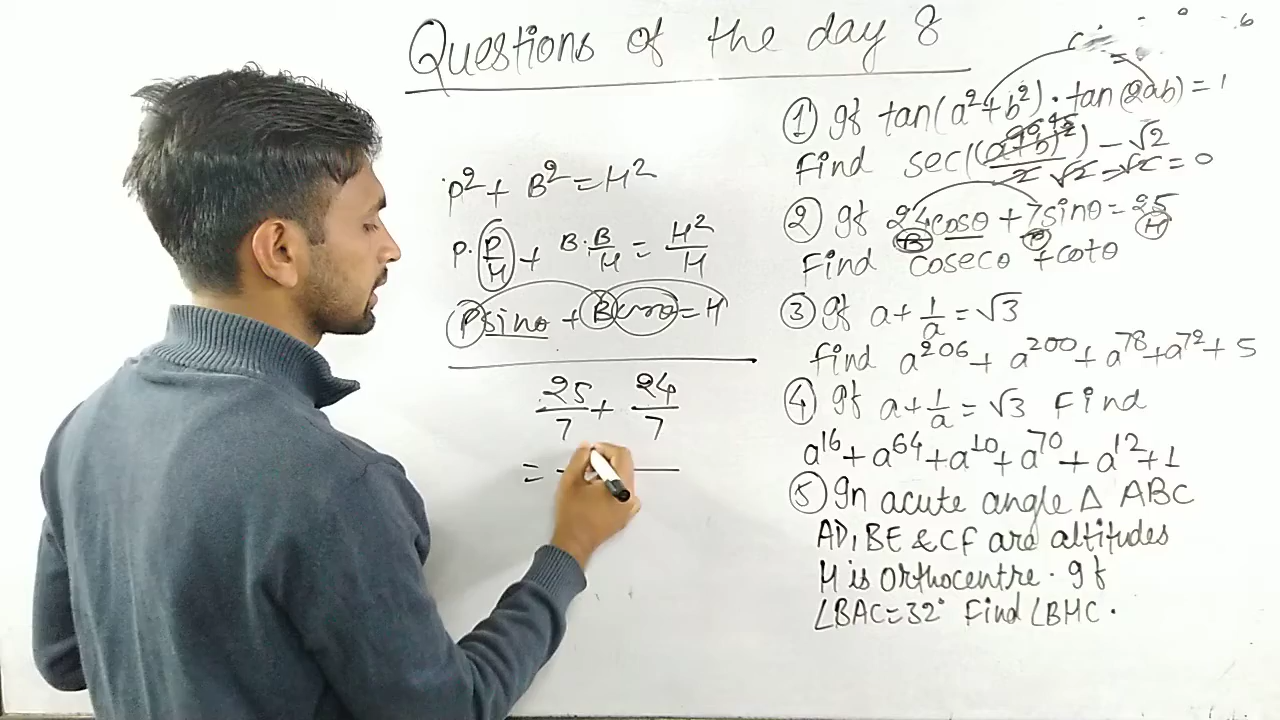 Questions of the day 8
P² + B² = H²
P·P/H + B·B/H = H²/H
Psinθ + Bcosθ = H
25/7 + 24/7
=
① If tan(a²+b²)·tan(2ab) = 1
Find sec((a+b)²/2) − √2
√2 − √2 = 0
② If 24cosθ + 7sinθ = 25
B P H
Find cosecθ + cotθ
③ If a + 1/a = √3
find a²⁰⁶ + a²⁰⁰ + a⁷⁸ + a⁷² + 5
④ If a + 1/a = √3 Find
a¹⁶ + a⁶⁴ + a¹⁰ + a⁷⁰ + a¹² + 1
⑤ In acute angle Δ ABC
AD, BE & CF are altitudes
H is Orthocentre. If
∠BAC = 32° Find ∠BHC.